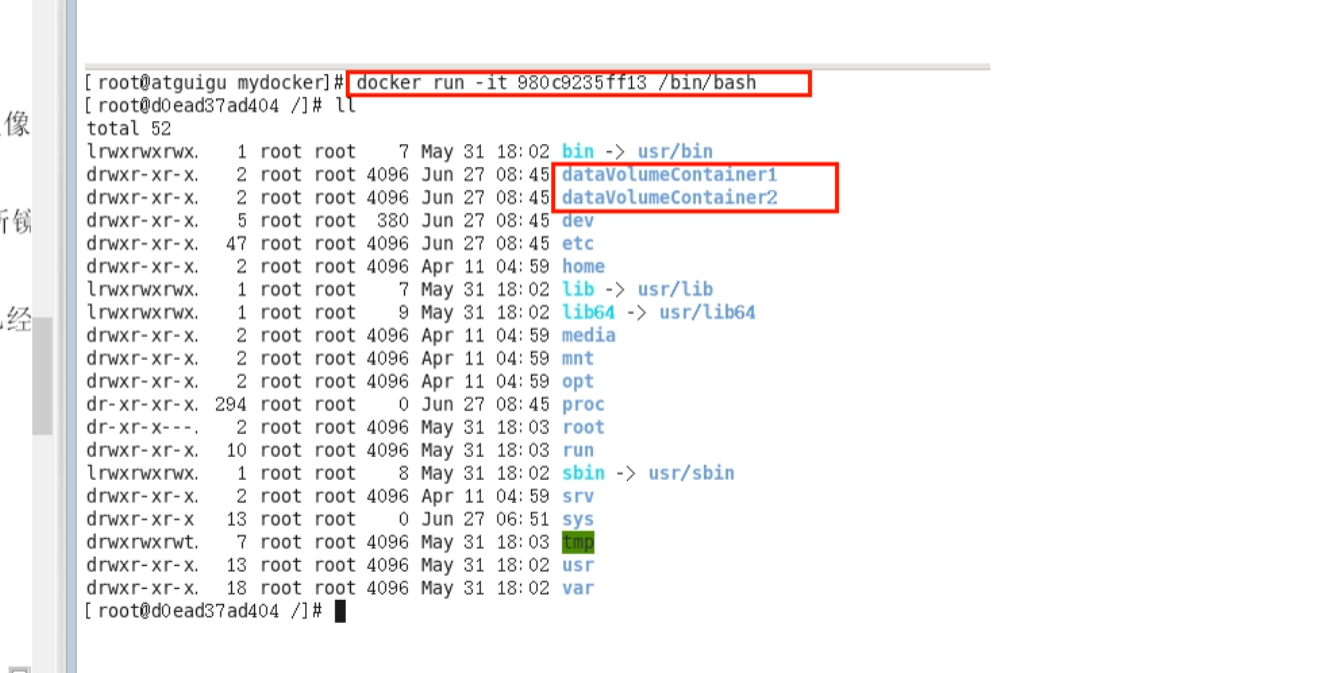 [root@atguigu mydocker]# docker run -it 980c9235ff13 /bin/bash
[root@d0ead37ad404 /]# ll
total 52
lrwxrwxrwx.   1 root root    7 May 31 18:02 bin -> usr/bin
drwxr-xr-x.   2 root root 4096 Jun 27 08:45 dataVolumeContainer1
drwxr-xr-x.   2 root root 4096 Jun 27 08:45 dataVolumeContainer2
drwxr-xr-x.   5 root root  380 Jun 27 08:45 dev
drwxr-xr-x.  47 root root 4096 Jun 27 08:45 etc
drwxr-xr-x.   2 root root 4096 Apr 11 04:59 home
lrwxrwxrwx.   1 root root    7 May 31 18:02 lib -> usr/lib
lrwxrwxrwx.   1 root root    9 May 31 18:02 lib64 -> usr/lib64
drwxr-xr-x.   2 root root 4096 Apr 11 04:59 media
drwxr-xr-x.   2 root root 4096 Apr 11 04:59 mnt
drwxr-xr-x.   2 root root 4096 Apr 11 04:59 opt
dr-xr-xr-x. 294 root root    0 Jun 27 08:45 proc
dr-xr-x---.   2 root root 4096 May 31 18:03 root
drwxr-xr-x.  10 root root 4096 May 31 18:03 run
lrwxrwxrwx.   1 root root    8 May 31 18:02 sbin -> usr/sbin
drwxr-xr-x.   2 root root 4096 Apr 11 04:59 srv
drwxr-xr-x   13 root root    0 Jun 27 06:51 sys
drwxrwxrwt.   7 root root 4096 May 31 18:03 tmp
drwxr-xr-x.  13 root root 4096 May 31 18:02 usr
drwxr-xr-x.  18 root root 4096 May 31 18:02 var
[root@d0ead37ad404 /]#
像
经